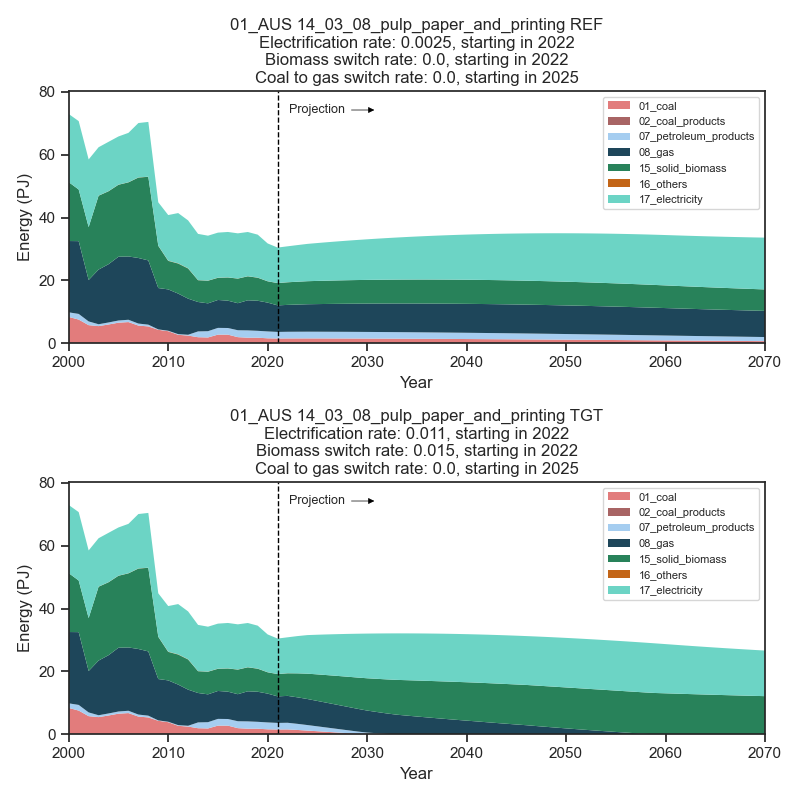 01_AUS 14_03_08_pulp_paper_and_printing REF
Electrification rate: 0.0025, starting in 2022
Biomass switch rate: 0.0, starting in 2022
Coal to gas switch rate: 0.0, starting in 2025
80
60
40
20
0
Energy (PJ)
Projection
01_coal
02_coal_products
07_petroleum_products
08_gas
15_solid_biomass
16_others
17_electricity
2000 2010 2020 2030 2040 2050 2060 2070
Year
01_AUS 14_03_08_pulp_paper_and_printing TGT
Electrification rate: 0.011, starting in 2022
Biomass switch rate: 0.015, starting in 2022
Coal to gas switch rate: 0.0, starting in 2025
80
60
40
20
0
Energy (PJ)
Projection
01_coal
02_coal_products
07_petroleum_products
08_gas
15_solid_biomass
16_others
17_electricity
2000 2010 2020 2030 2040 2050 2060 2070
Year